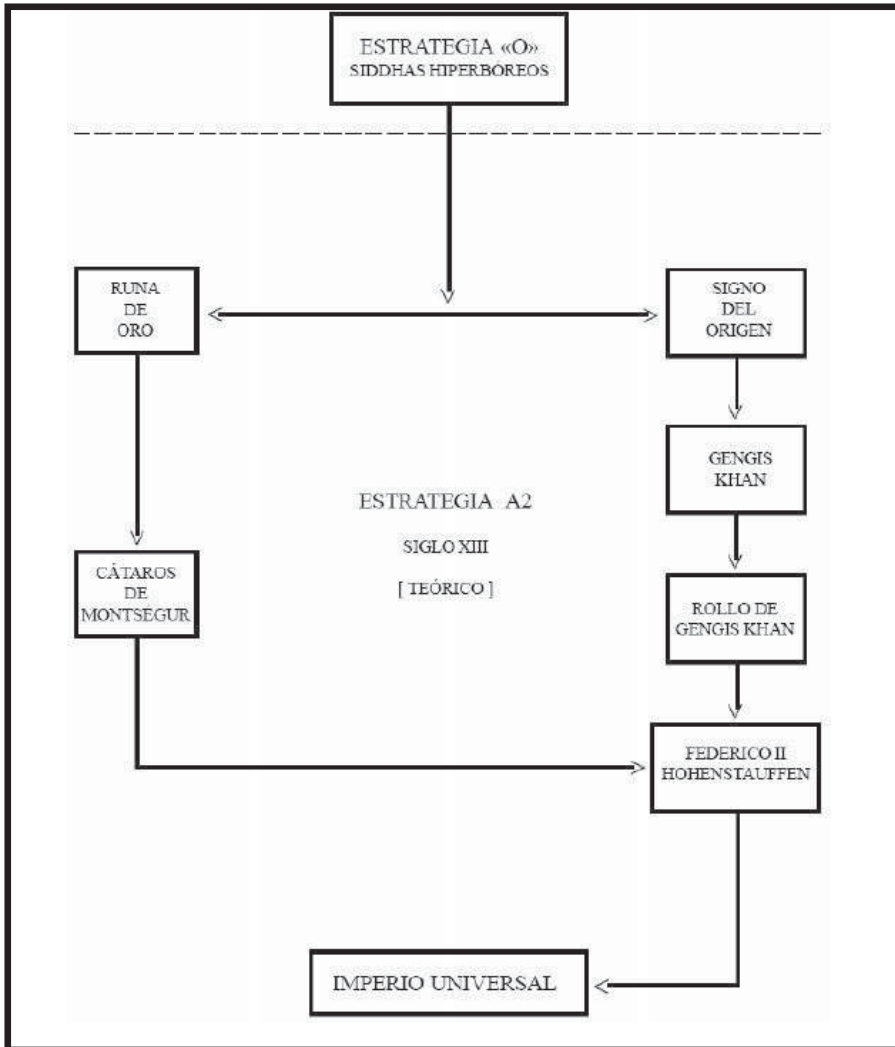 ESTRATEGIA «O»
SIDDHAS HIPERBÓREOS
RUNA
DE
ORO
SIGNO
DEL
ORIGEN
GENGIS
KHAN
ESTRATEGIA A2
SIGLO XIII
[ TEÓRICO ]
CÁTAROS
DE
MONTSÉGUR
ROLLO DE
GENGIS KHAN
FEDERICO II
HOHENSTAUFFEN
IMPERIO UNIVERSAL